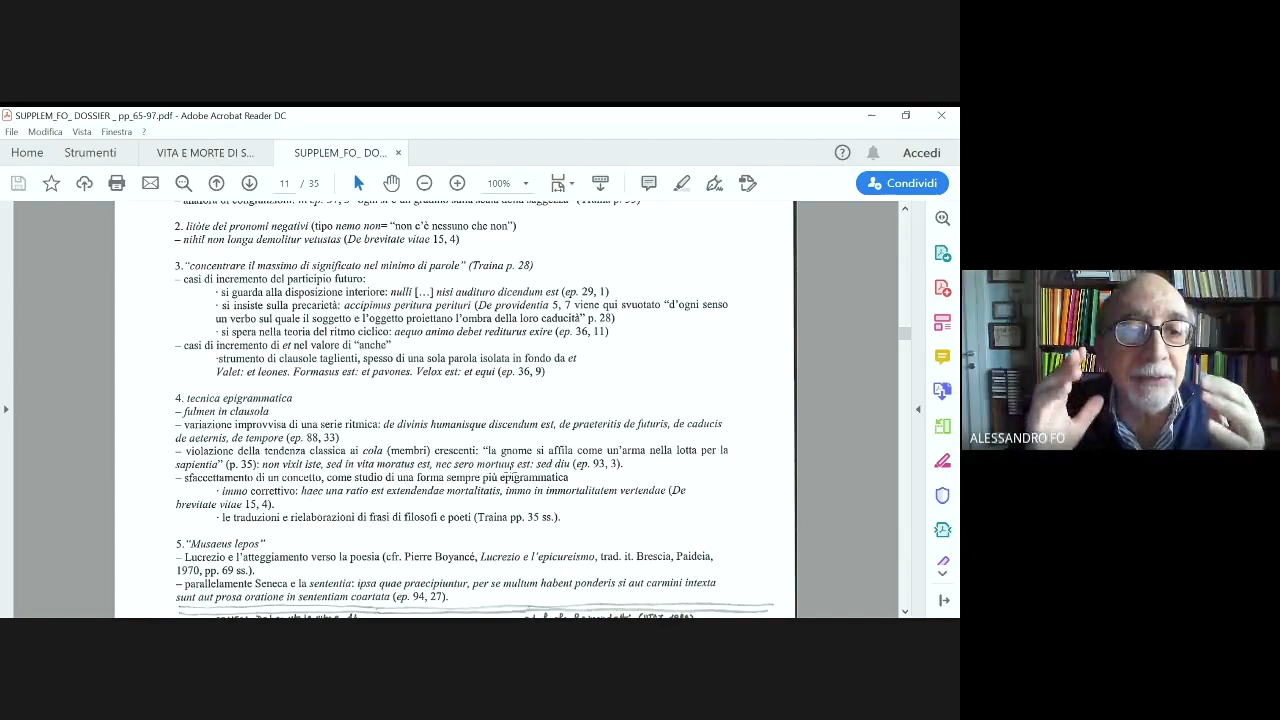 SUPPLEM_FO_ DOSSIER _ pp_65-97.pdf - Adobe Acrobat Reader DC
File Modifica Vista Finestra ?
Home Strumenti VITA E MORTE DI S... SUPPLEM_FO_ DO... × Accedi
11 / 35 100% Condividi
2. litòte dei pronomi negativi (tipo nemo non= “non c’è nessuno che non”)
– nihil non longa demolitur vetustas (De brevitate vitae 15, 4)
3.“concentrare il massimo di significato nel minimo di parole” (Traina p. 28)
– casi di incremento del participio futuro:
· si guarda alla disposizione interiore: nulli [...] nisi audituro dicendum est (ep. 29, 1)
· si insiste sulla precarietà: accipimus peritura perituri (De providentia 5, 7 viene qui svuotato “d’ogni senso
un verbo sul quale il soggetto e l’oggetto proiettano l’ombra della loro caducità” p. 28)
· si spera nella teoria del ritmo ciclico: aequo animo debet rediturus exire (ep. 36, 11)
– casi di incremento di et nel valore di “anche”
·strumento di clausole taglienti, spesso di una sola parola isolata in fondo da et
Valet: et leones. Formasus est: et pavones. Velox est: et equi (ep. 36, 9)
4. tecnica epigrammatica
– fulmen in clausola
– variazione improvvisa di una serie ritmica: de divinis humanisque discendum est, de praeteritis de futuris, de caducis
de aeternis, de tempore (ep. 88, 33)
– violazione della tendenza classica ai cola (membri) crescenti: “la gnome si affila come un’arma nella lotta per la
sapientia” (p. 35): non vixit iste, sed in vita moratus est, nec sero mortuus est: sed diu (ep. 93, 3).
– sfaccettamento di un concetto, come studio di una forma sempre più epigrammatica
· immo correttivo: haec una ratio est extendendae mortalitatis, immo in immortalitatem vertendae (De
brevitate vitae 15, 4).
· le traduzioni e rielaborazioni di frasi di filosofi e poeti (Traina pp. 35 ss.).
5.“Musaeus lepos”
– Lucrezio e l’atteggiamento verso la poesia (cfr. Pierre Boyancé, Lucrezio e l’epicureismo, trad. it. Brescia, Paideia,
1970, pp. 69 ss.).
– parallelamente Seneca e la sententia: ipsa quae praecipiuntur, per se multum habent ponderis si aut carmini intexta
sunt aut prosa oratione in sententiam coartata (ep. 94, 27).
ALESSANDRO FO